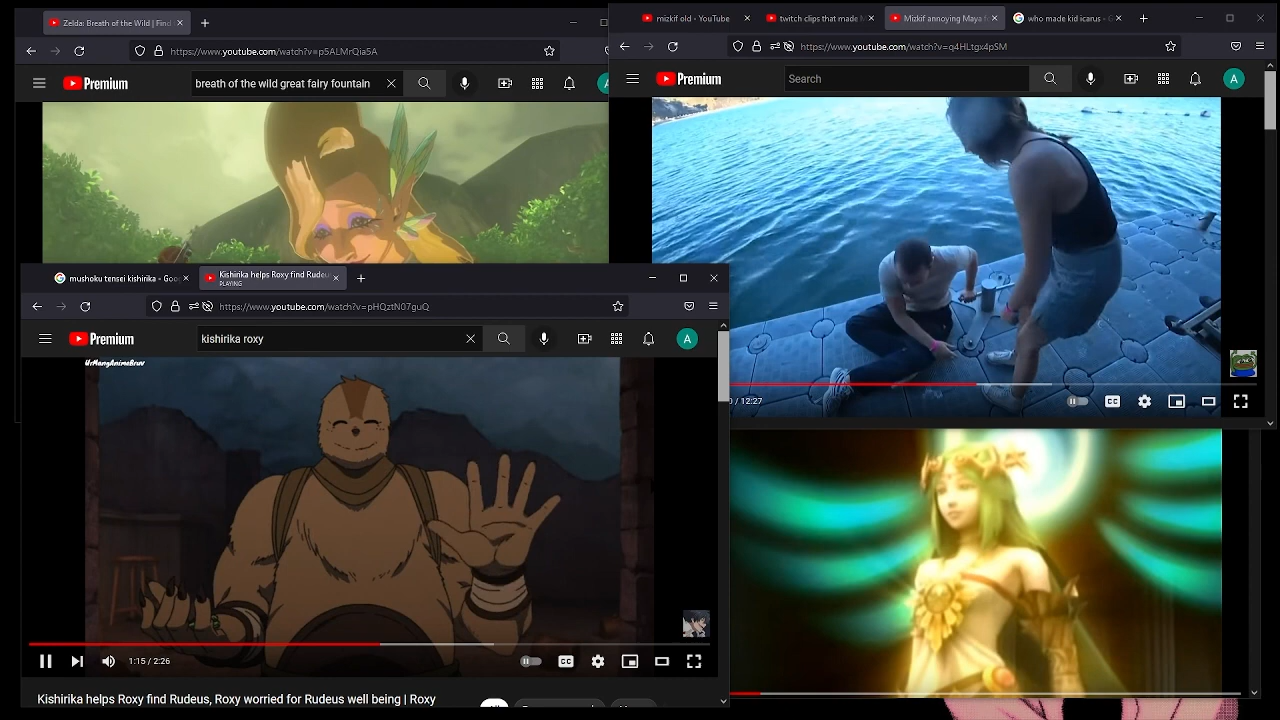 Zelda: Breath of the Wild | Find
https://www.youtube.com/watch?v=p5ALMrQia5A
Premium
breath of the wild great fairy fountain
A
mizkif old - YouTube
twitch clips that made M
Mizkif annoying Maya f
who made kid icarus - G
https://www.youtube.com/watch?v=q4HLtgx4pSM
Premium
Search
A
/ 12:27
CC
mushoku tensei kishirika - Goo
Kishirika helps Roxy find Rudeu
PLAYING
https://www.youtube.com/watch?v=pHQztN07guQ
Premium
kishirika roxy
A
UrMangAnimeBruv
1:15 / 2:26
CC
Kishirika helps Roxy find Rudeus, Roxy worried for Rudeus well being | Roxy